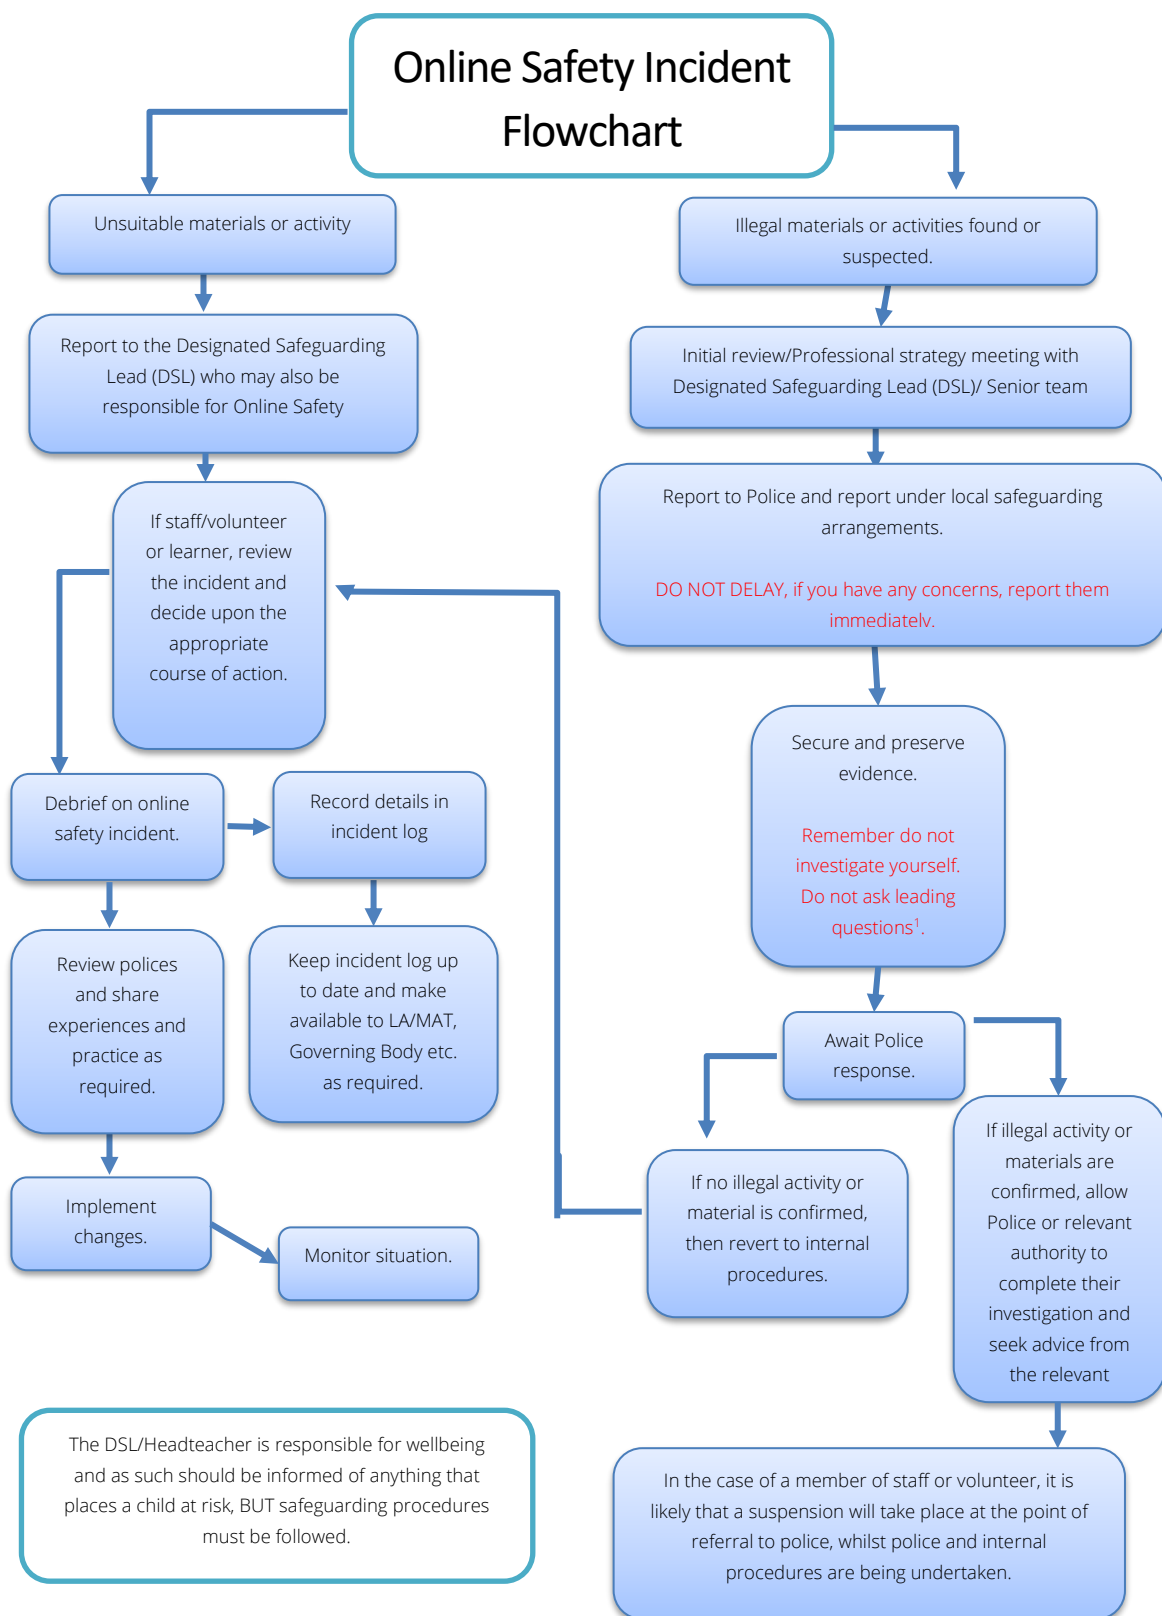 Online Safety Incident
Flowchart
Unsuitable materials or activity
Report to the Designated Safeguarding
Lead (DSL) who may also be
responsible for Online Safety
If staff/volunteer
or learner, review
the incident and
decide upon the
appropriate
course of action.
Debrief on online
safety incident.
Record details in
incident log
Review polices
and share
experiences and
practice as
required.
Keep incident log up
to date and make
available to LA/MAT,
Governing Body etc.
as required.
Implement
changes.
Monitor situation.
Illegal materials or activities found or
suspected.
Initial review/Professional strategy meeting with
Designated Safeguarding Lead (DSL)/ Senior team
Report to Police and report under local safeguarding
arrangements.
DO NOT DELAY, if you have any concerns, report them
immediately.
Secure and preserve
evidence.
Remember do not
investigate yourself.
Do not ask leading
questions¹.
Await Police
response.
If no illegal activity or
material is confirmed,
then revert to internal
procedures.
If illegal activity or
materials are
confirmed, allow
Police or relevant
authority to
complete their
investigation and
seek advice from
the relevant
In the case of a member of staff or volunteer, it is
likely that a suspension will take place at the point of
referral to police, whilst police and internal
procedures are being undertaken.
The DSL/Headteacher is responsible for wellbeing
and as such should be informed of anything that
places a child at risk, BUT safeguarding procedures
must be followed.